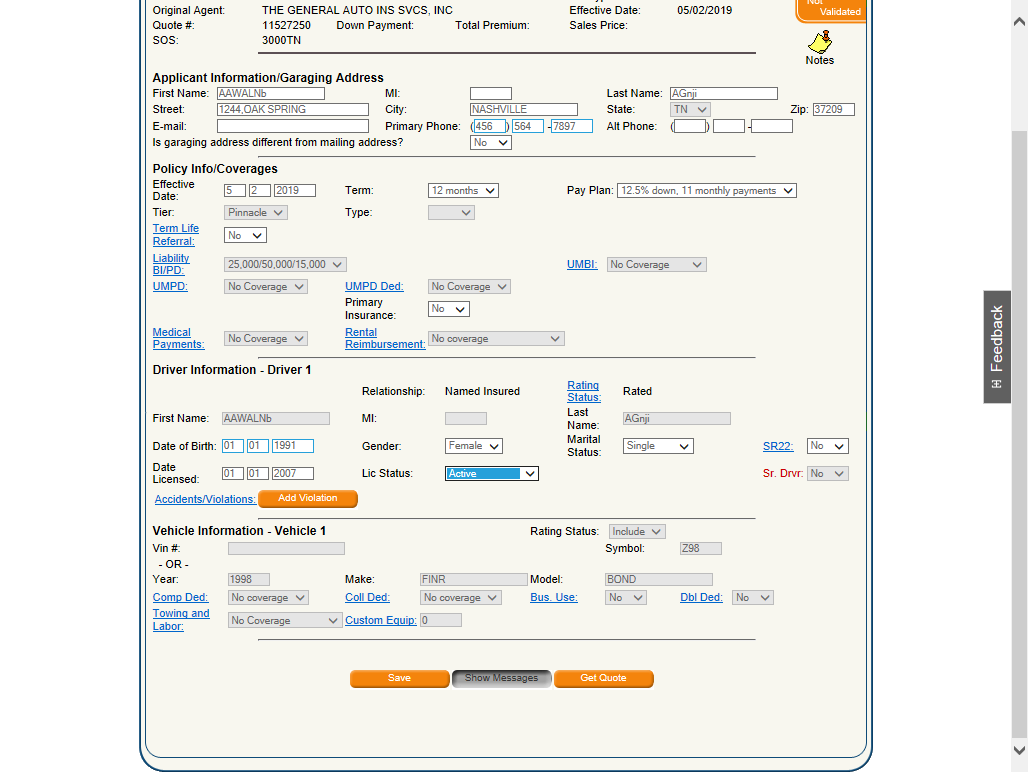 Original Agent: THE GENERAL AUTO INS SVCS, INC Effective Date: 05/02/2019
Not Validated
Quote #: 11527250 Down Payment: Total Premium: Sales Price:
SOS: 3000TN
Notes
Applicant Information/Garaging Address
First Name: AAWALNb MI: Last Name: AGnji
Street: 1244,OAK SPRING City: NASHVILLE State: TN Zip: 37209
E-mail: Primary Phone: (456) 564 -7897 Alt Phone: ( ) -
Is garaging address different from mailing address? No
Policy Info/Coverages
Effective Date: 5 2 2019 Term: 12 months Pay Plan: 12.5% down, 11 monthly payments
Tier: Pinnacle Type:
Term Life Referral: No
Liability BI/PD: 25,000/50,000/15,000 UMBI: No Coverage
UMPD: No Coverage UMPD Ded: No Coverage
Primary Insurance: No
Medical Payments: No Coverage Rental Reimbursement: No coverage
Driver Information - Driver 1
Relationship: Named Insured Rating Status: Rated
First Name: AAWALNb MI: Last Name: AGnji
Date of Birth: 01 01 1991 Gender: Female Marital Status: Single SR22: No
Date Licensed: 01 01 2007 Lic Status: Active Sr. Drvr: No
Accidents/Violations: Add Violation
Vehicle Information - Vehicle 1 Rating Status: Include
Vin #: Symbol: Z98
- OR -
Year: 1998 Make: FINR Model: BOND
Comp Ded: No coverage Coll Ded: No coverage Bus. Use: No Dbl Ded: No
Towing and Labor: No Coverage Custom Equip: 0
Save Show Messages Get Quote
[+] Feedback